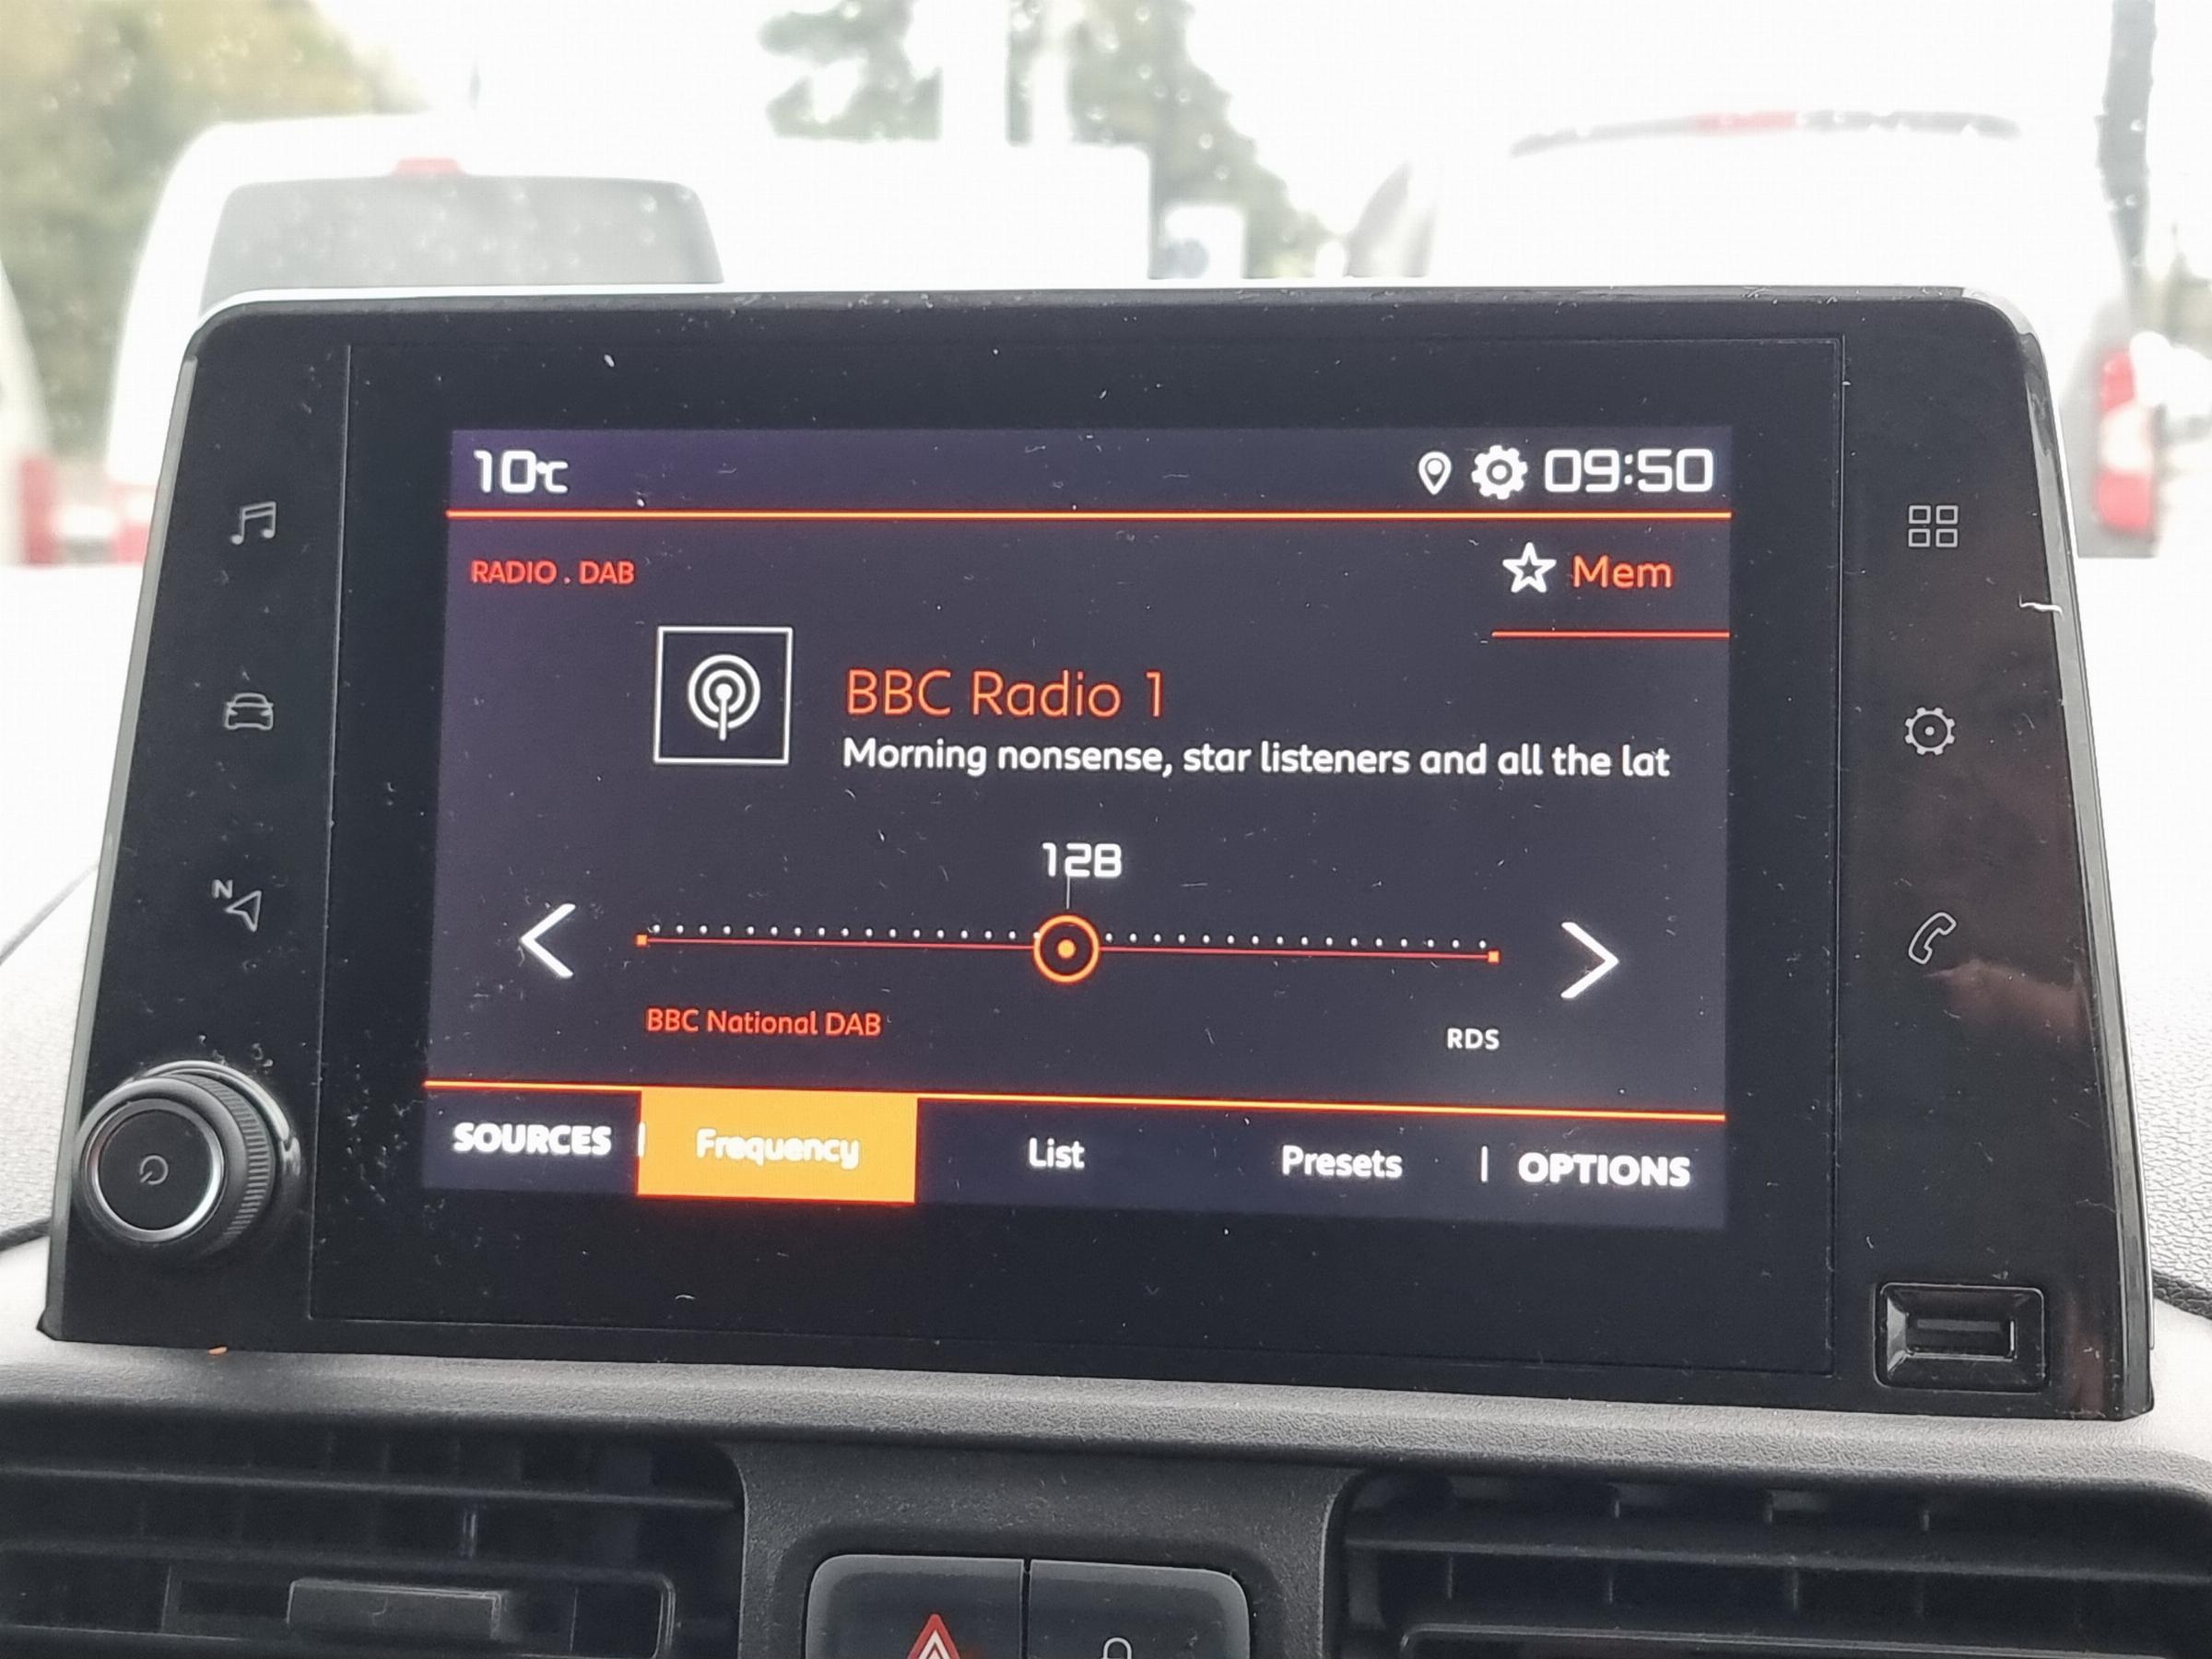 10°C 09:50
RADIO . DAB
Mem
BBC Radio 1
Morning nonsense, star listeners and all the lat
12B
N
BBC National DAB
RDS
SOURCES | Frequency List Presets | OPTIONS